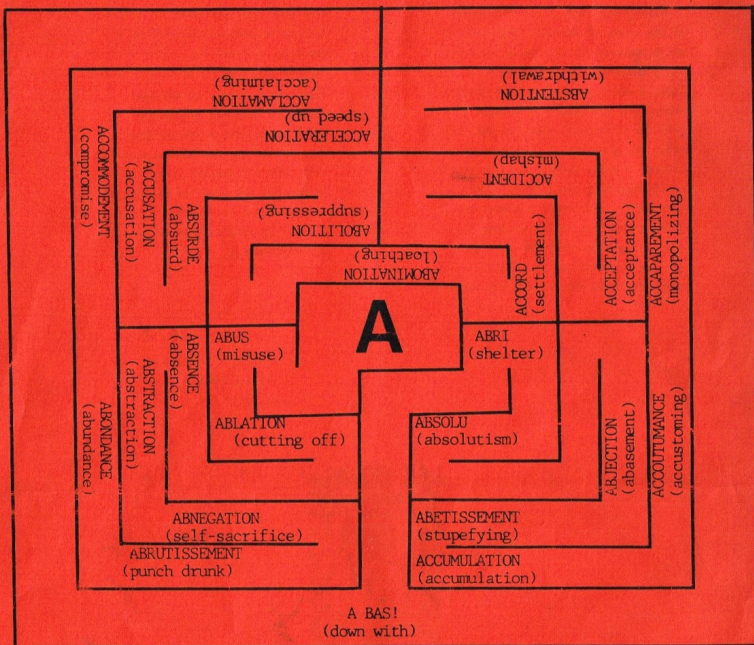 ABSTENTION
(withdrawal)
ACCLAMATION
(acclaiming)
ACCELERATION
(speed up)
ACCIDENT
(mishap)
ABOLITION
(suppressing)
ABOMINATION
(loathing)
ACCOMMODEMENT
(compromise)
ACCUSATION
(accusation)
ABSURDE
(absurd)
ACCORD
(settlement)
ACCEPTATION
(acceptance)
ACCAPAREMENT
(monopolizing)
A
ABUS
(misuse)
ABRI
(shelter)
ABSENCE
(absence)
ABSTRACTION
(abstraction)
ABONDANCE
(abundance)
ABLATION
(cutting off)
ABSOLU
(absolutism)
ABJECTION
(abasement)
ACCOUTUMANCE
(accustoming)
ABNEGATION
(self-sacrifice)
ABRUTISSEMENT
(punch drunk)
ABETISSEMENT
(stupefying)
ACCUMULATION
(accumulation)
A BAS!
(down with)